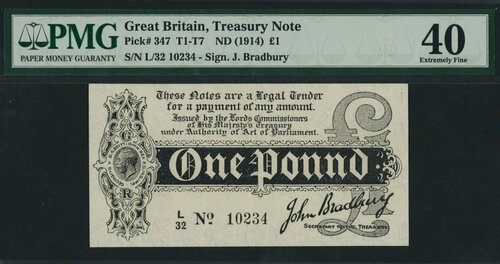 PMG
PAPER MONEY GUARANTY
Great Britain, Treasury Note
Pick# 347 T1-T7 ND (1914) £1
S/N L/32 10234 - Sign. J. Bradbury
40
Extremely Fine
These Notes are a Legal Tender
for a payment of any amount.
Issued by the Lords Commissioners
of His Majesty's Treasury
under Authority of Act of Parliament.
£
One Pound
R
L
32
No 10234
John Bradbury
SECRETARY TO THE TREASURY.
£1